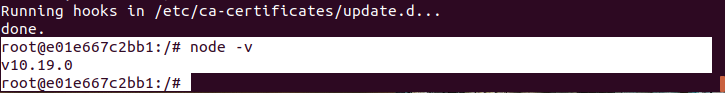 Running hooks in /etc/ca-certificates/update.d...
done.
root@e01e667c2bb1:/# node -v
v10.19.0
root@e01e667c2bb1:/#